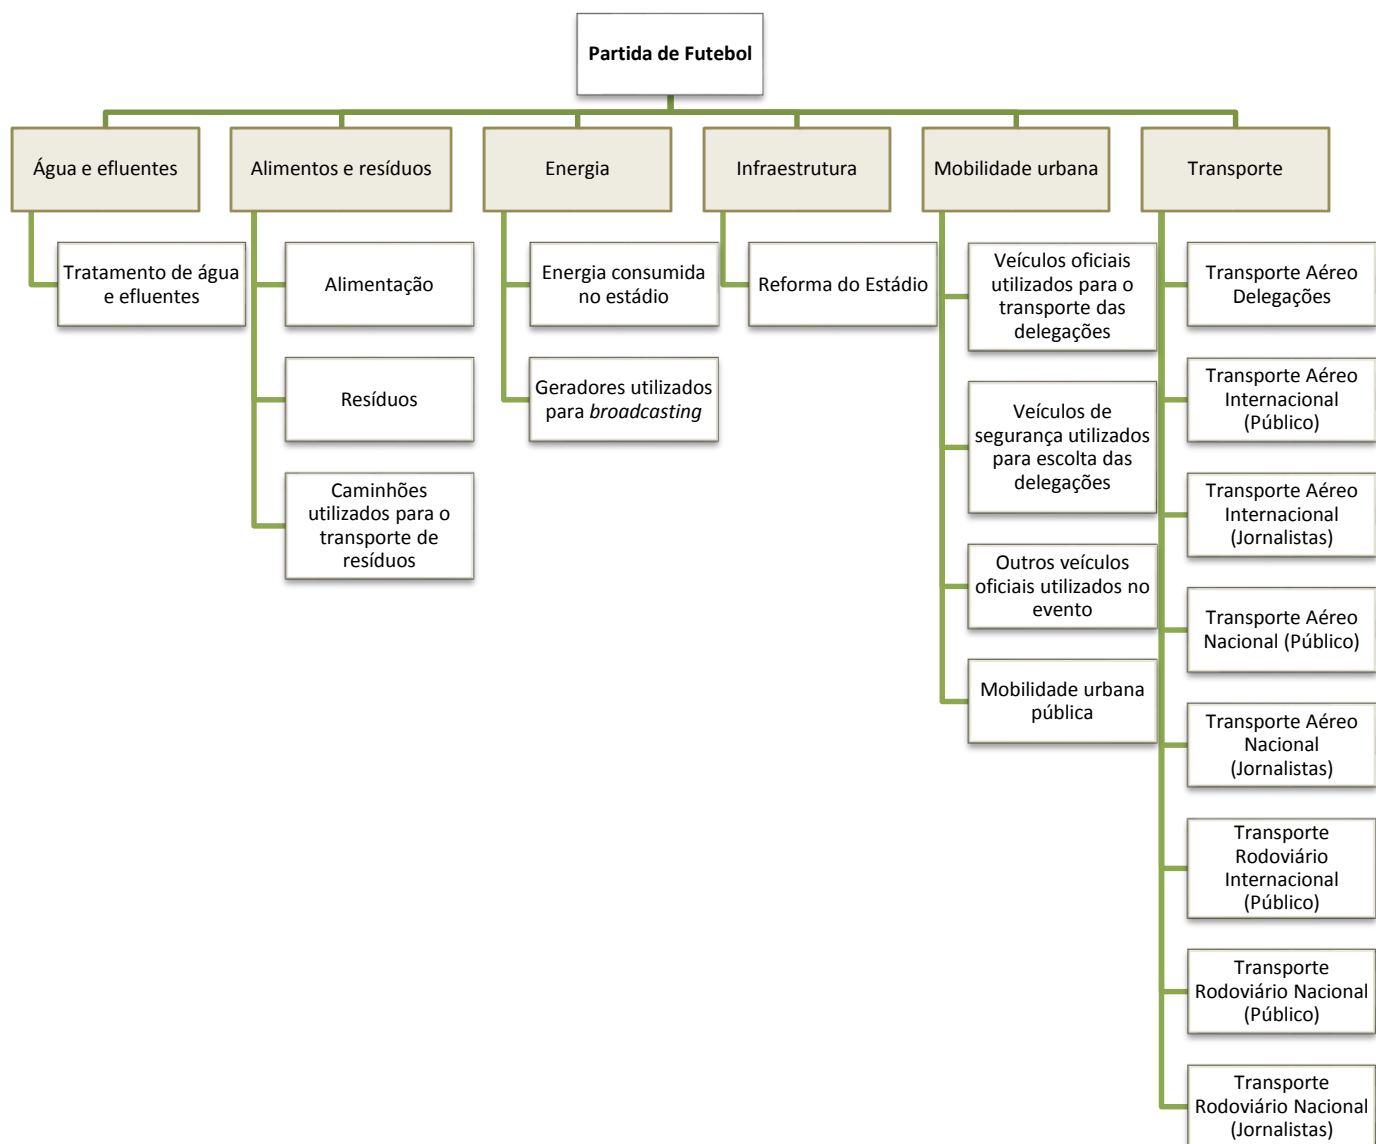 Partida de Futebol
Água e efluentes
Tratamento de água
e efluentes
Alimentos e resíduos
Alimentação
Resíduos
Caminhões
utilizados para o
transporte de
resíduos
Energia
Energia consumida
no estádio
Geradores utilizados
para broadcasting
Infraestrutura
Reforma do Estádio
Mobilidade urbana
Veículos oficiais
utilizados para o
transporte das
delegações
Veículos de
segurança utilizados
para escolta das
delegações
Outros veículos
oficiais utilizados no
evento
Mobilidade urbana
pública
Transporte
Transporte Aéreo
Delegações
Transporte Aéreo
Internacional
(Público)
Transporte Aéreo
Internacional
(Jornalistas)
Transporte Aéreo
Nacional (Público)
Transporte Aéreo
Nacional
(Jornalistas)
Transporte
Rodoviário
Internacional
(Público)
Transporte
Rodoviário Nacional
(Público)
Transporte
Rodoviário Nacional
(Jornalistas)